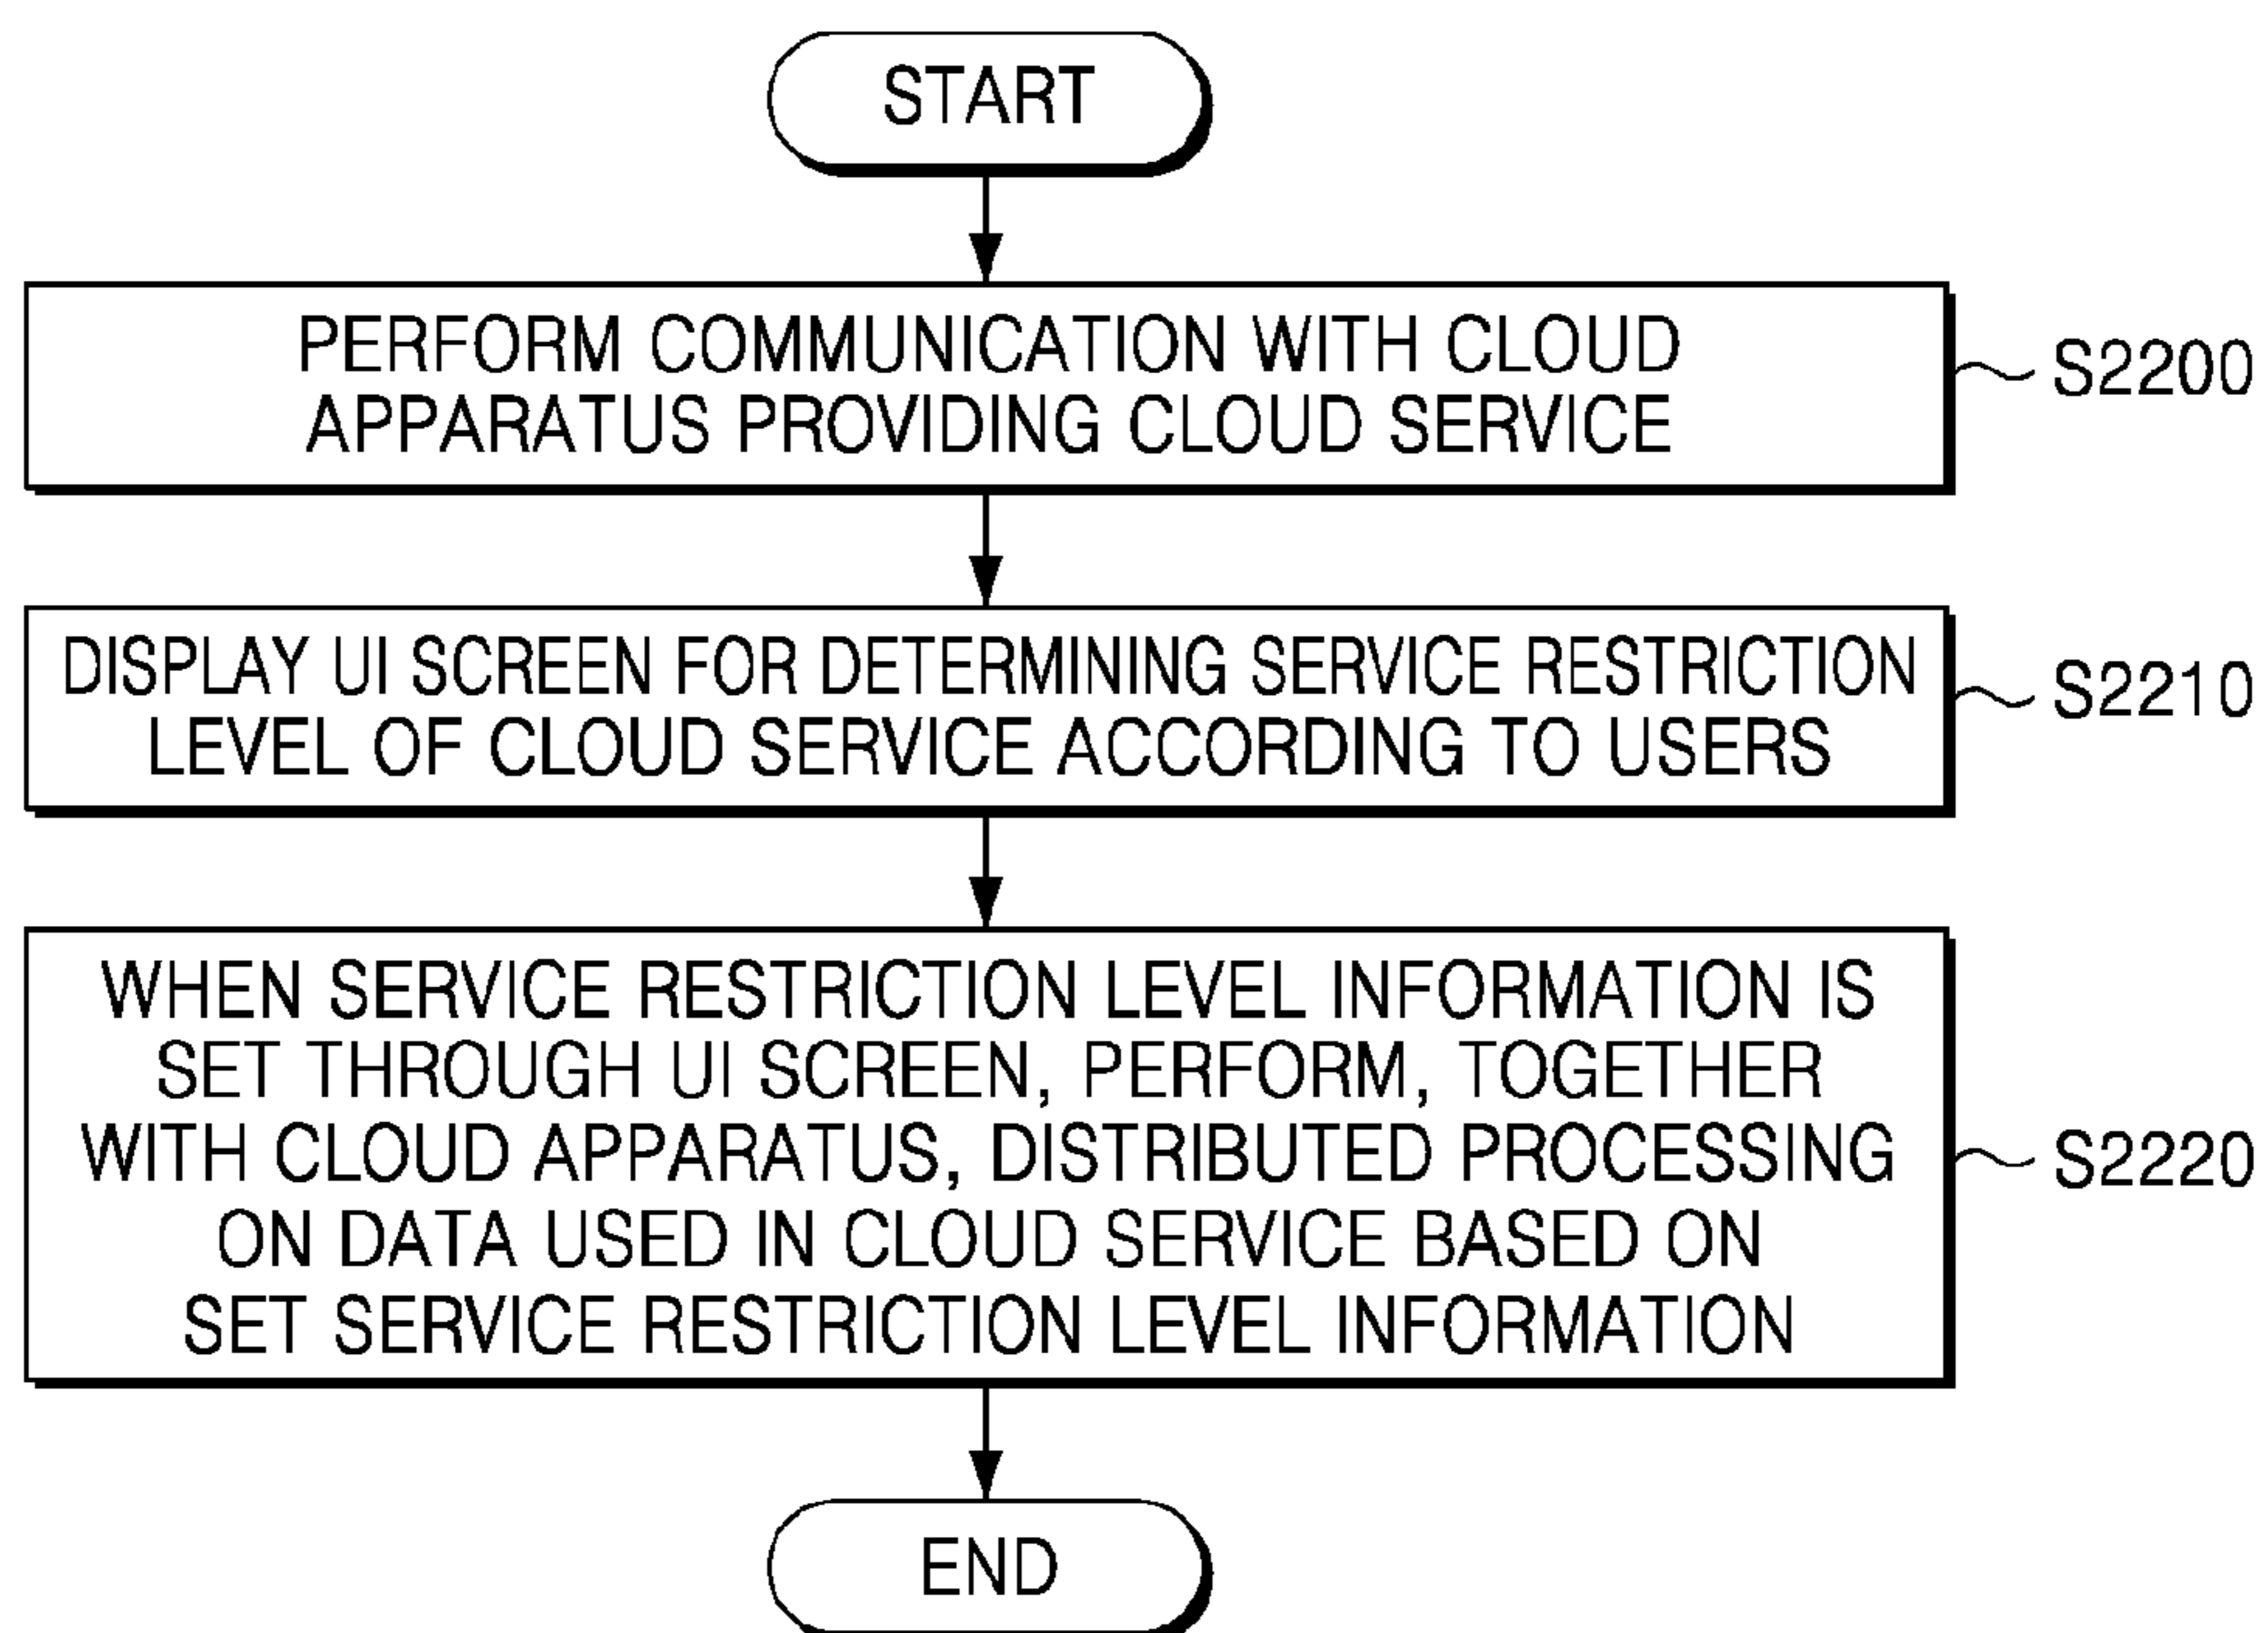 START
PERFORM COMMUNICATION WITH CLOUD
APPARATUS PROVIDING CLOUD SERVICE
S2200
DISPLAY UI SCREEN FOR DETERMINING SERVICE RESTRICTION
LEVEL OF CLOUD SERVICE ACCORDING TO USERS
S2210
WHEN SERVICE RESTRICTION LEVEL INFORMATION IS
SET THROUGH UI SCREEN, PERFORM, TOGETHER
WITH CLOUD APPARATUS, DISTRIBUTED PROCESSING
ON DATA USED IN CLOUD SERVICE BASED ON
SET SERVICE RESTRICTION LEVEL INFORMATION
S2220
END